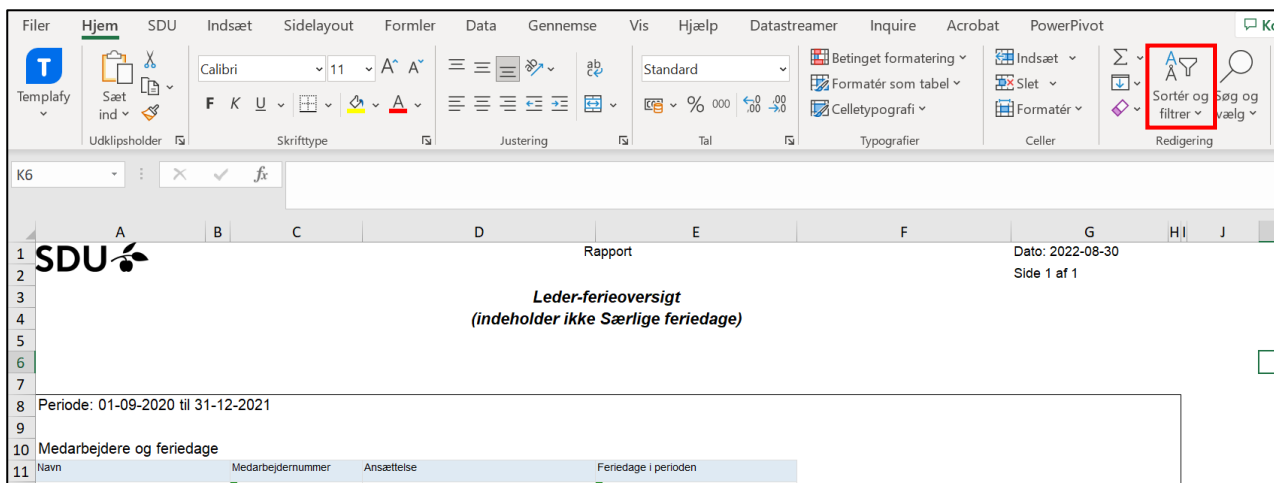 Filer Hjem SDU Indsæt Sidelayout Formler Data Gennemse Vis Hjælp Datastreamer Inquire Acrobat PowerPivot
T
Templafy
Sæt
ind
Udklipsholder
Calibri 11 A A
F K U A
Skrifttype
ab
Justering
Standard
% 000
Tal
Betinget formatering
Formatér som tabel
Celletypografi
Typografier
Indsæt
Slet
Formatér
Celler
Σ
Sortér og
filtrer
Søg og
vælg
Redigering
K6 fx
A B C D E F G H I J
1 SDU Rapport Dato: 2022-08-30
2 Side 1 af 1
3 Leder-ferieoversigt
4 (indeholder ikke Særlige feriedage)
5
6
7
8 Periode: 01-09-2020 til 31-12-2021
9
10 Medarbejdere og feriedage
11 Navn Medarbejdernummer Ansættelse Feriedage i perioden